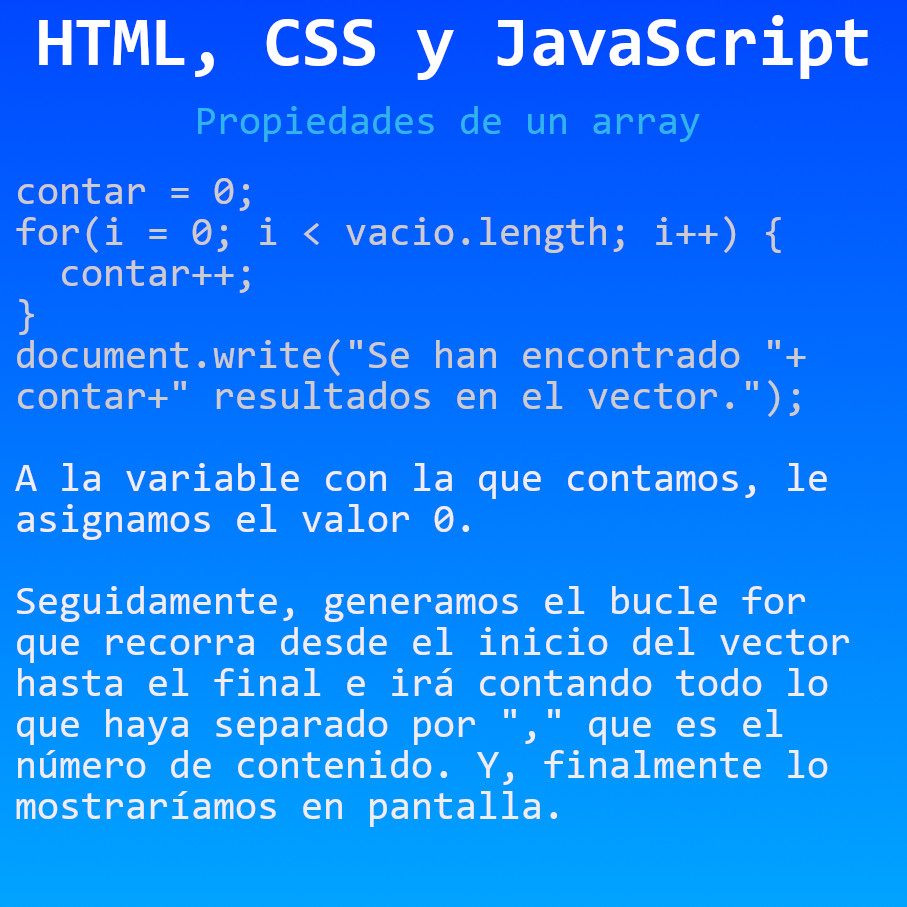 HTML, CSS y JavaScript
Propiedades de un array
contar = 0;
for(i = 0; i < vacio.length; i++) {
  contar++;
}
document.write("Se han encontrado "+
contar+" resultados en el vector.");
A la variable con la que contamos, le
asignamos el valor 0.
Seguidamente, generamos el bucle for
que recorra desde el inicio del vector
hasta el final e irá contando todo lo
que haya separado por "," que es el
número de contenido. Y, finalmente lo
mostraríamos en pantalla.